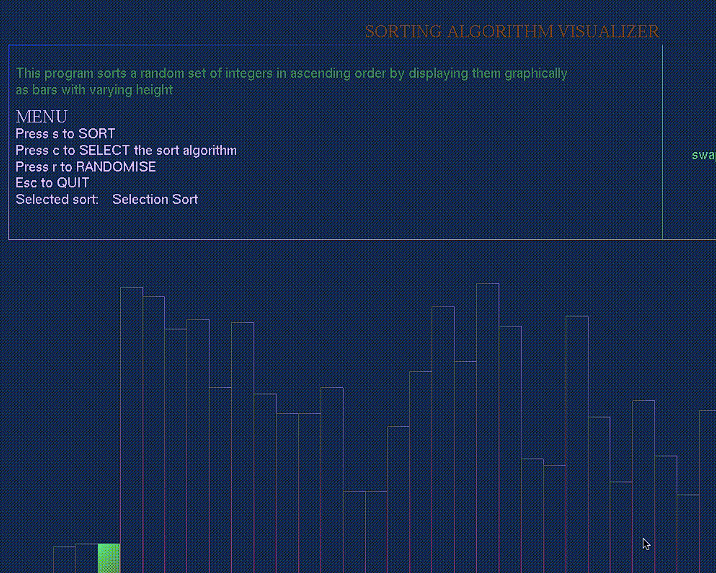 SORTING ALGORITHM VISUALIZER
This program sorts a random set of integers in ascending order by displaying them graphically
as bars with varying height
MENU
Press s to SORT
Press c to SELECT the sort algorithm
Press r to RANDOMISE
Esc to QUIT
Selected sort: Selection Sort